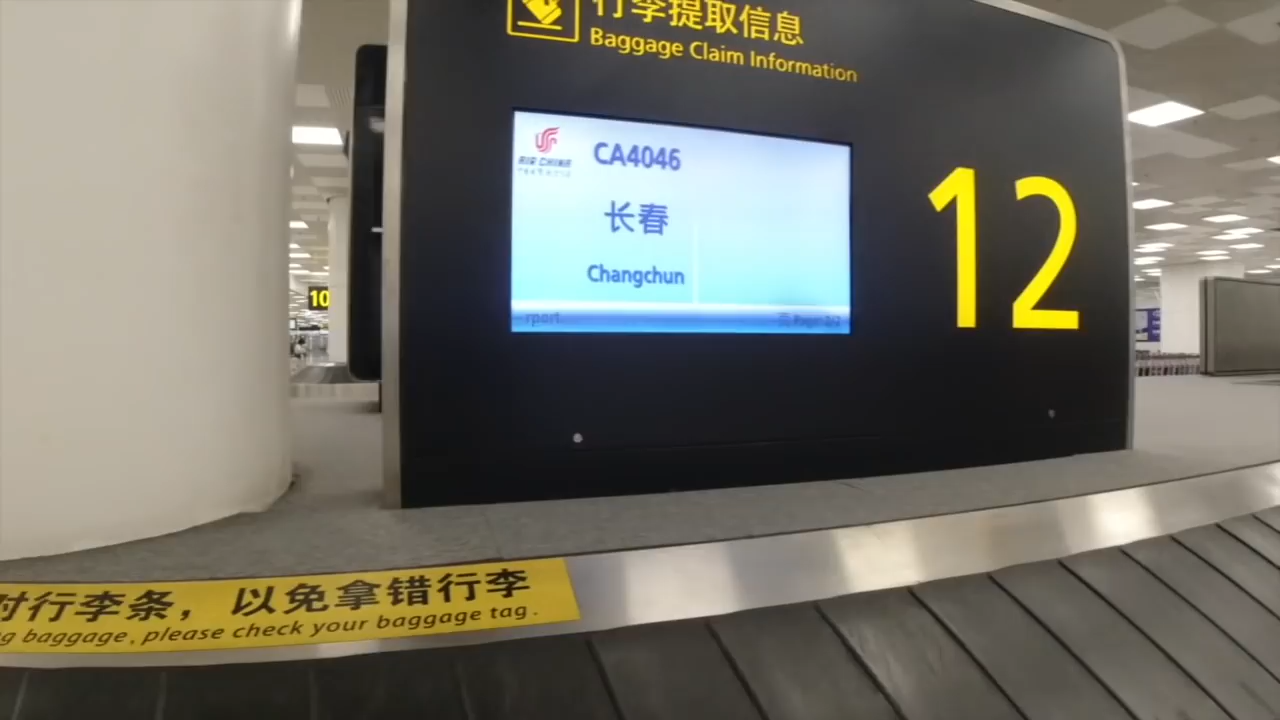 行李提取信息
Baggage Claim Information
AIR CHINA
CA4046
长春
Changchun
rport.
12
10
对行李条，以免拿错行李
baggage, please check your baggage tag.